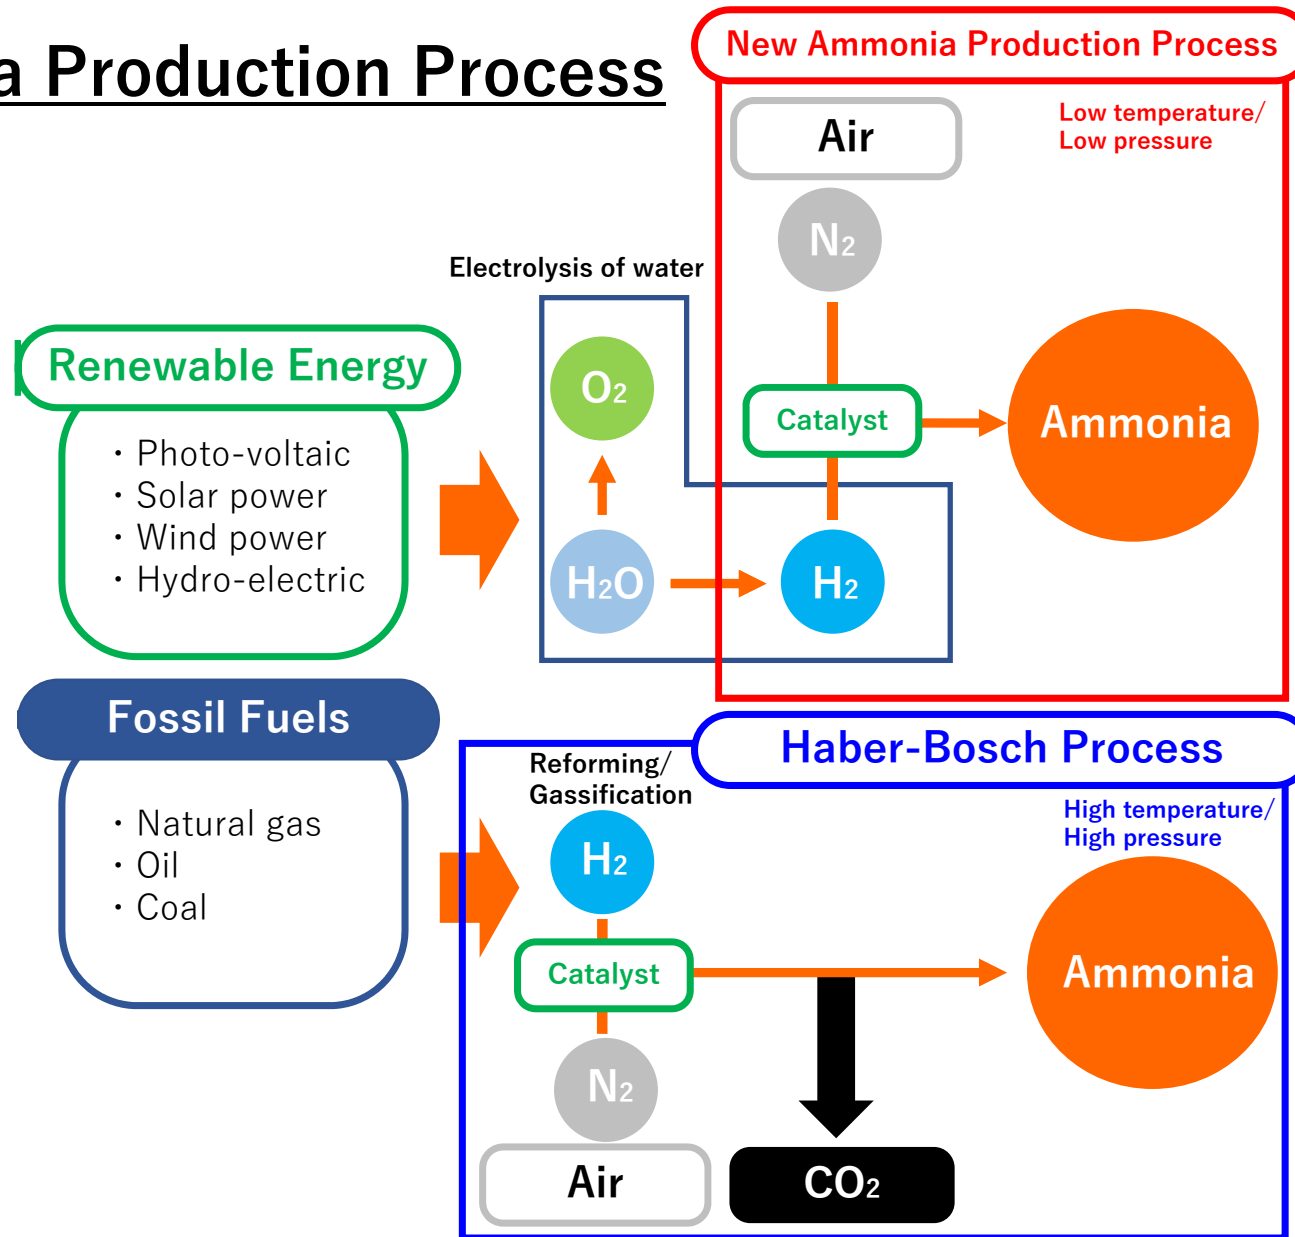 a Production Process
New Ammonia Production Process
Low temperature/
Low pressure
Air
N2
Electrolysis of water
Renewable Energy
・Photo-voltaic
・Solar power
・Wind power
・Hydro-electric
O2
Catalyst
Ammonia
H2O
H2
Fossil Fuels
・Natural gas
・Oil
・Coal
Haber-Bosch Process
Reforming/
Gassification
High temperature/
High pressure
H2
Catalyst
Ammonia
N2
Air
CO2